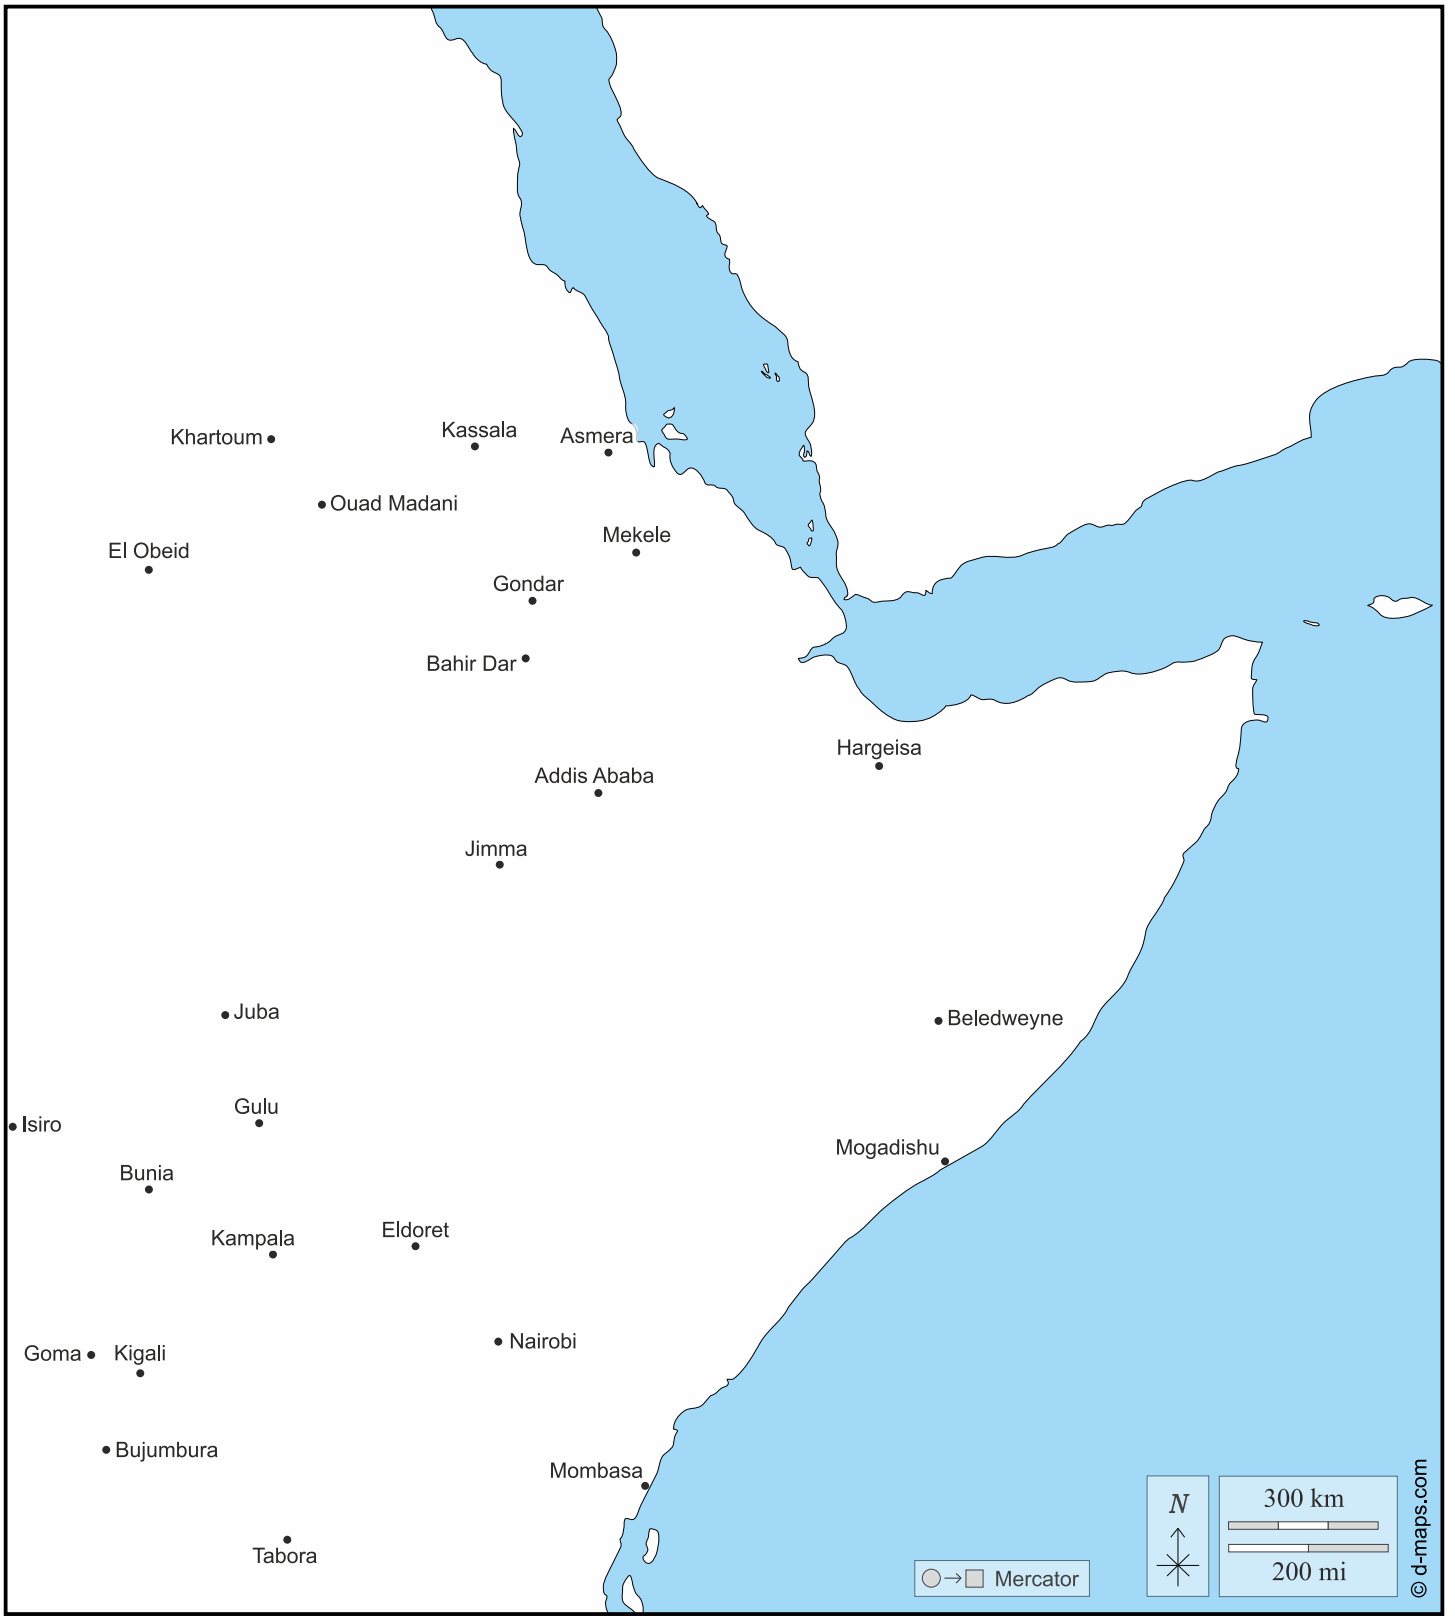 Khartoum
Kassala
Asmera
Ouad Madani
El Obeid
Mekele
Gondar
Bahir Dar
Hargeisa
Addis Ababa
Jimma
Juba
Beledweyne
Gulu
Isiro
Mogadishu
Bunia
Kampala
Eldoret
Nairobi
Goma
Kigali
Bujumbura
Mombasa
Tabora
N
300 km
200 mi
Mercator
© d-maps.com